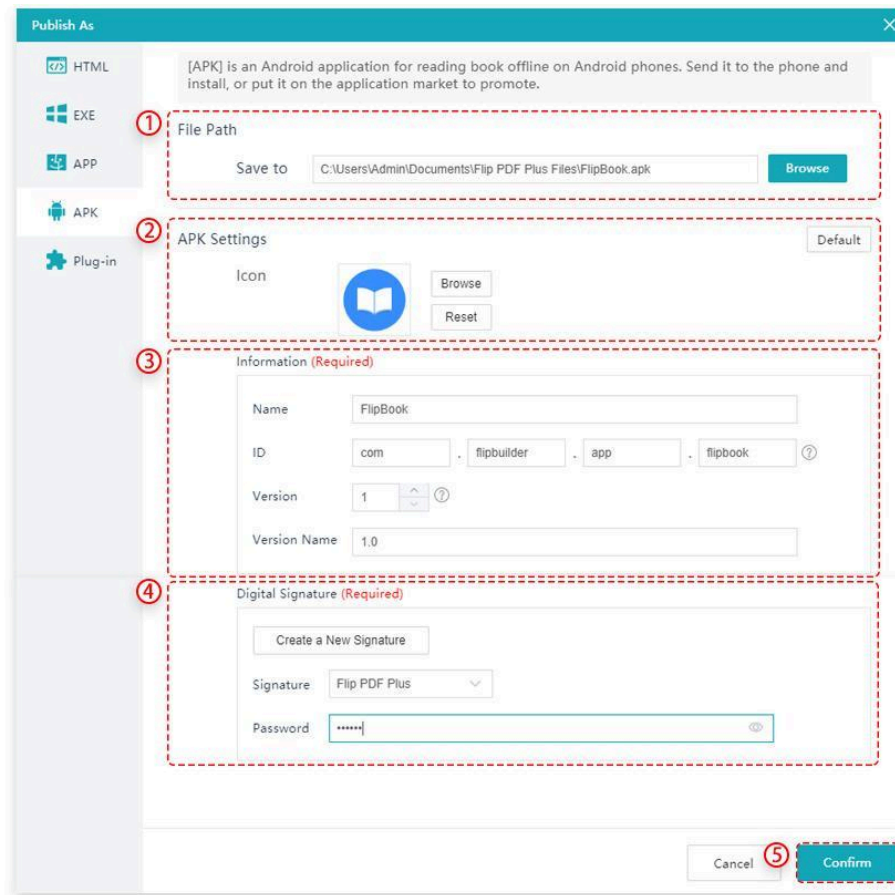 Publish As
HTML
EXE
APP
APK
Plug-in
[APK] is an Android application for reading book offline on Android phones. Send it to the phone and
install, or put it on the application market to promote.
①
File Path
Save to C:\Users\Admin\Documents\Flip PDF Plus Files\FlipBook.apk Browse
②
APK Settings Default
Icon Browse
Reset
③
Information (Required)
Name FlipBook
ID com . flipbuilder . app . flipbook ?
Version 1 ?
Version Name 1.0
④
Digital Signature (Required)
Create a New Signature
Signature Flip PDF Plus
Password ••••••
Cancel ⑤ Confirm